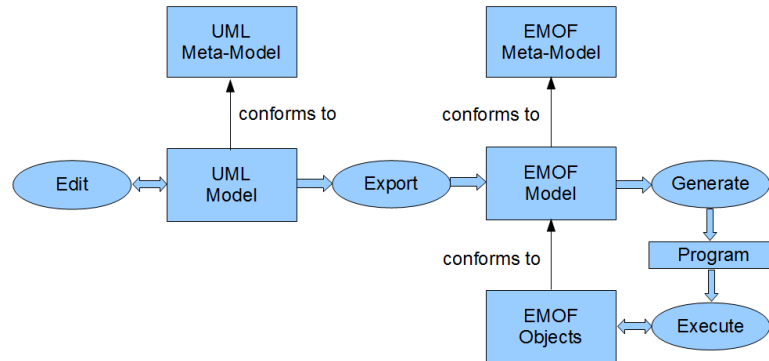 UML
Meta-Model
EMOF
Meta-Model
conforms to
conforms to
Edit
UML
Model
Export
EMOF
Model
Generate
conforms to
Program
EMOF
Objects
Execute